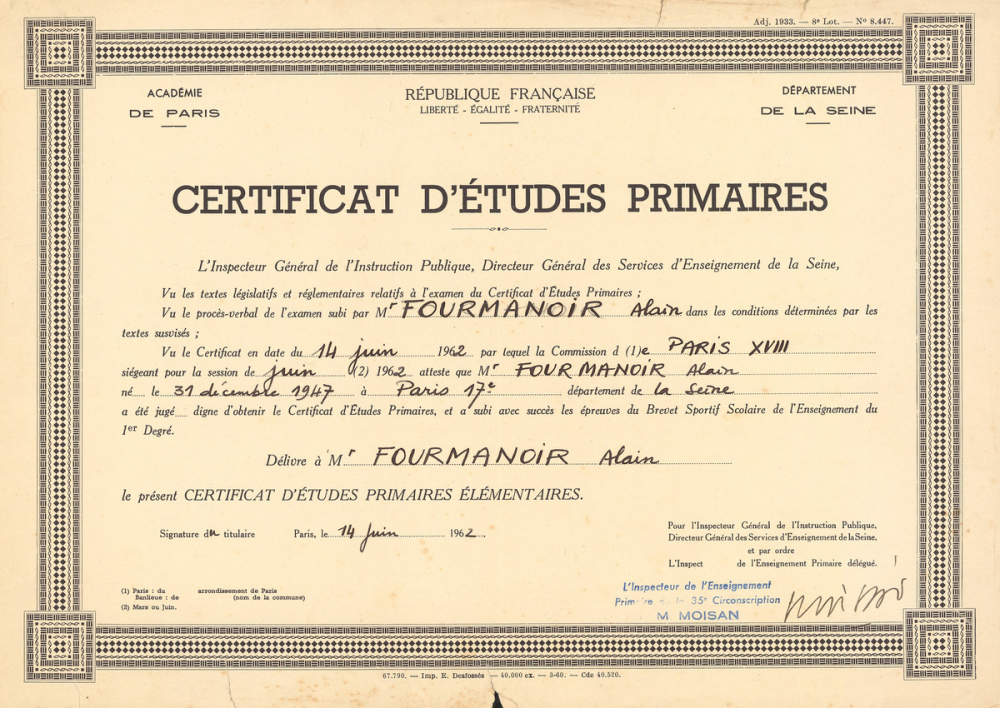 Adj. 1933. — 8e Lot. — No 8.447.
ACADÉMIE
DE PARIS
RÉPUBLIQUE FRANÇAISE
LIBERTÉ - ÉGALITÉ - FRATERNITÉ
DÉPARTEMENT
DE LA SEINE
CERTIFICAT D'ÉTUDES PRIMAIRES
L'Inspecteur Général de l'Instruction Publique, Directeur Général des Services d'Enseignement de la Seine,
Vu les textes législatifs et réglementaires relatifs à l'examen du Certificat d'Études Primaires ;
Vu le procès-verbal de l'examen subi par Mr FOURMANOIR Alain dans les conditions déterminées par les
textes susvisés ;
Vu le Certificat en date du 14 juin 1962 par lequel la Commission d (1)e PARIS XVIII
siégeant pour la session de juin (2) 1962 atteste que Mr FOURMANOIR Alain
né le 31 décembre 1947 à Paris 17e département de la Seine
a été jugé digne d'obtenir le Certificat d'Études Primaires, et a subi avec succès les épreuves du Brevet Sportif Scolaire de l'Enseignement du
1er Degré.
Délivré à Mr FOURMANOIR Alain
le présent CERTIFICAT D'ÉTUDES PRIMAIRES ÉLÉMENTAIRES.
Signature du titulaire
Paris, le 14 juin 1962
Pour l'Inspecteur Général de l'Instruction Publique,
Directeur Général des Services d'Enseignement de la Seine,
et par ordre
L'Inspect de l'Enseignement Primaire délégué.
(1) Paris : du arrondissement de Paris
Banlieue : de (nom de la commune)
(2) Mars ou Juin.
L'Inspecteur de l'Enseignement
Primaire de la 35e Circonscription
M MOISAN
67.790. — Imp. E. Desfossés — 40.000 ex. — 3-60. — Cde 40.520.